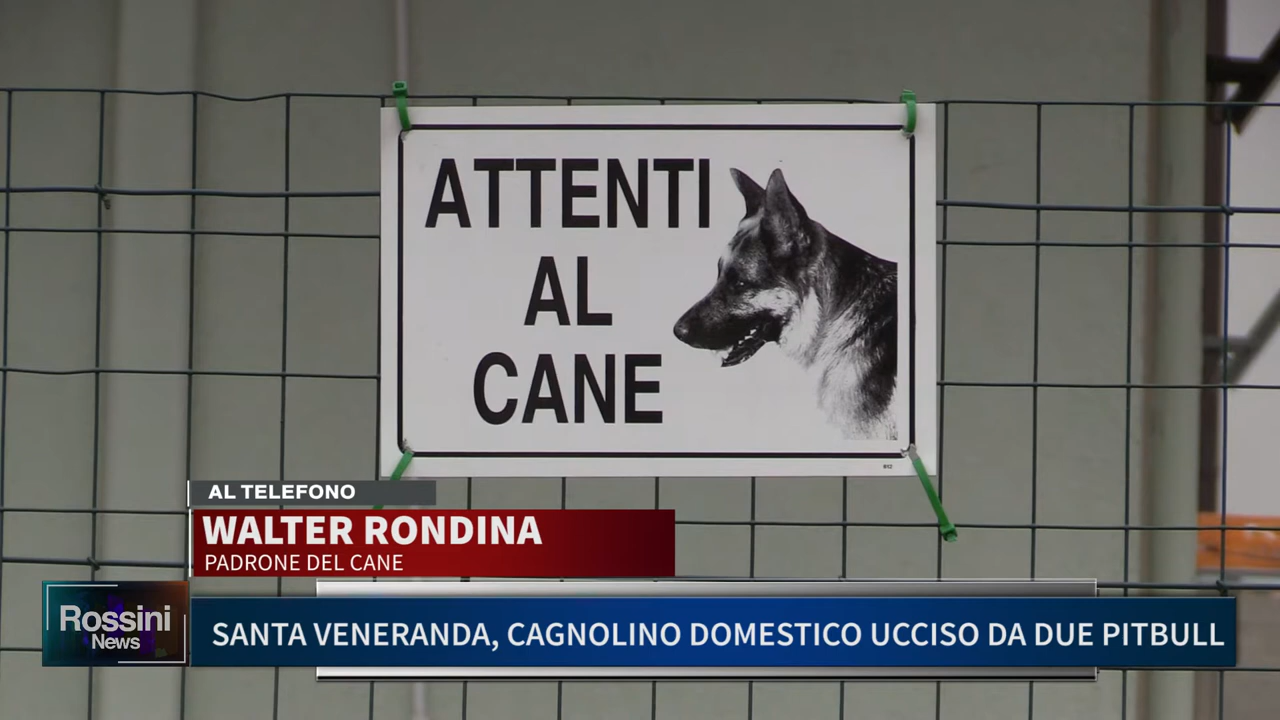 ATTENTI
AL
CANE
B12
AL TELEFONO
WALTER RONDINA
PADRONE DEL CANE
Rossini
News
SANTA VENERANDA, CAGNOLINO DOMESTICO UCCISO DA DUE PITBULL